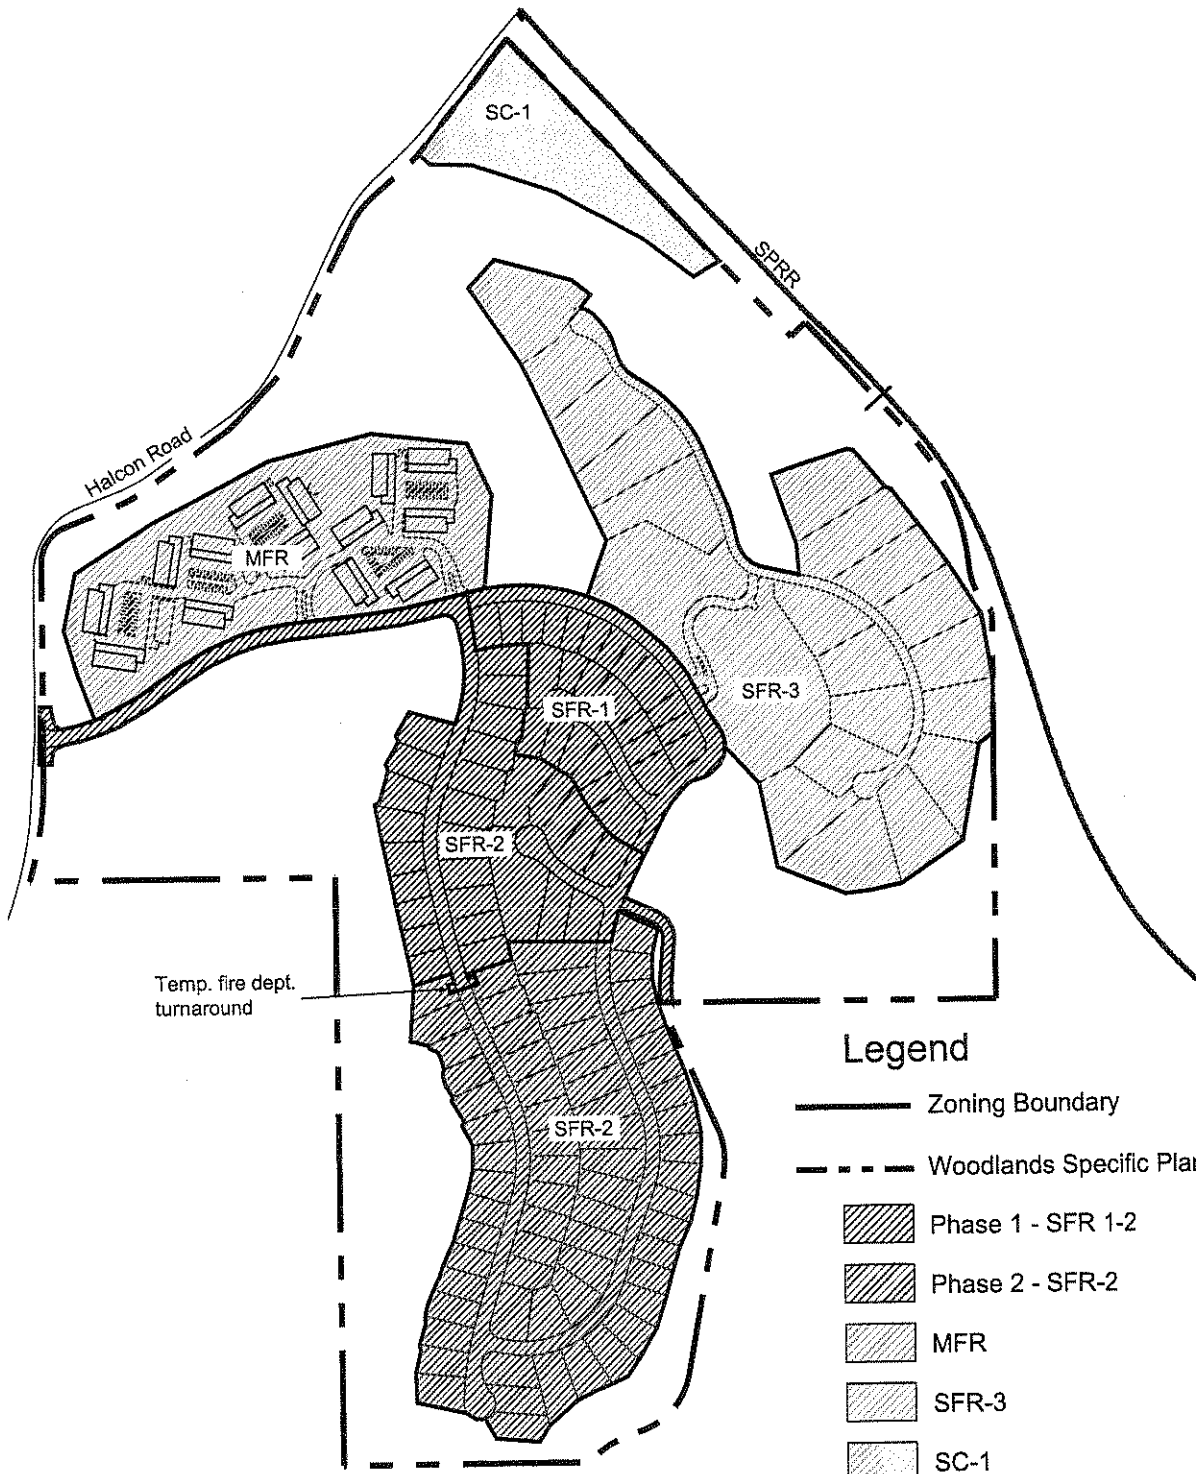 SC-1
SPRR
Halcon Road
MFR
SFR-3
SFR-1
SFR-2
Temp. fire dept.
turnaround
SFR-2
Legend
Zoning Boundary
Woodlands Specific Plan
Phase 1 - SFR 1-2
Phase 2 - SFR-2
MFR
SFR-3
SC-1